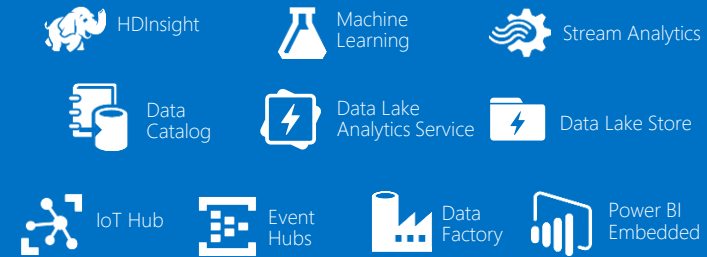 HDInsight
Machine
Learning
Stream Analytics
Data
Catalog
Data Lake
Analytics Service
Data Lake Store
IoT Hub
Event
Hubs
Data
Factory
Power BI
Embedded